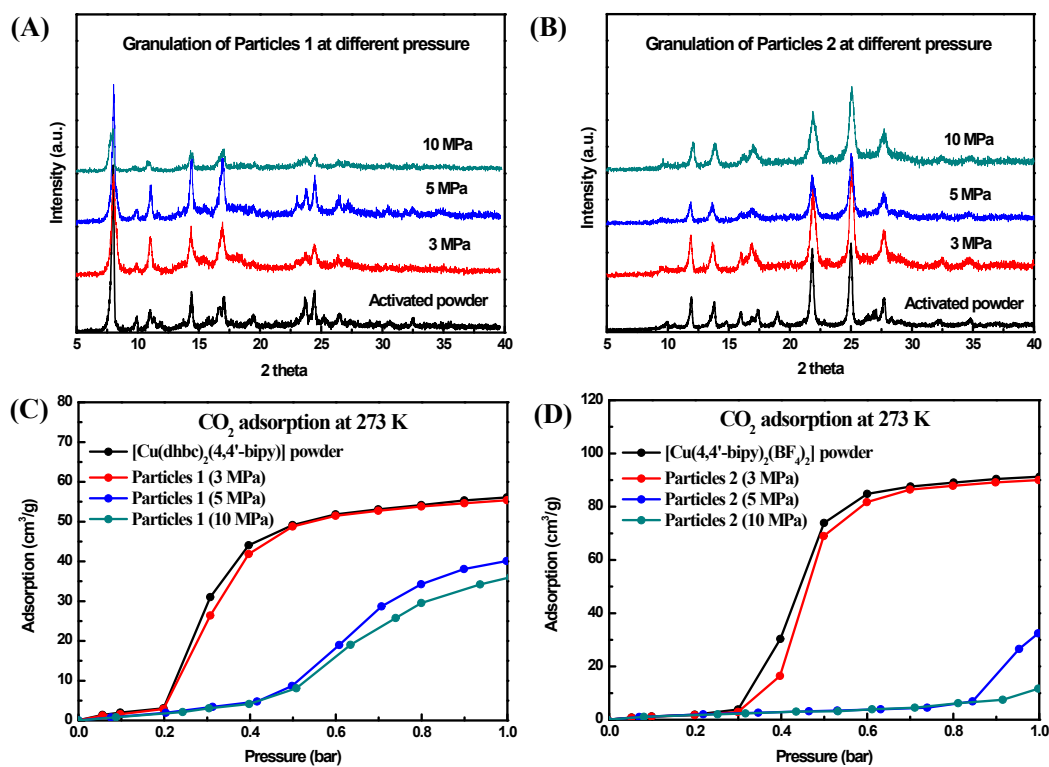 (A)
Granulation of Particles 1 at different pressure
10 MPa
5 MPa
3 MPa
Activated powder
Intensity (a.u.)
5 10 15 20 25 30 35 40
2 theta
(B)
Granulation of Particles 2 at different pressure
10 MPa
5 MPa
3 MPa
Activated powder
Intensity (a.u.)
5 10 15 20 25 30 35 40
2 theta
(C)
CO₂ adsorption at 273 K
[Cu(dhbc)₂(4,4'-bipy)] powder
Particles 1 (3 MPa)
Particles 1 (5 MPa)
Particles 1 (10 MPa)
Adsorption (cm³/g)
80
70
60
50
40
30
20
10
0
0.0 0.2 0.4 0.6 0.8 1.0
Pressure (bar)
(D)
CO₂ adsorption at 273 K
[Cu(4,4'-bipy)₂(BF₄)₂] powder
Particles 2 (3 MPa)
Particles 2 (5 MPa)
Particles 2 (10 MPa)
Adsorption (cm³/g)
120
100
80
60
40
20
0
0.0 0.2 0.4 0.6 0.8 1.0
Pressure (bar)